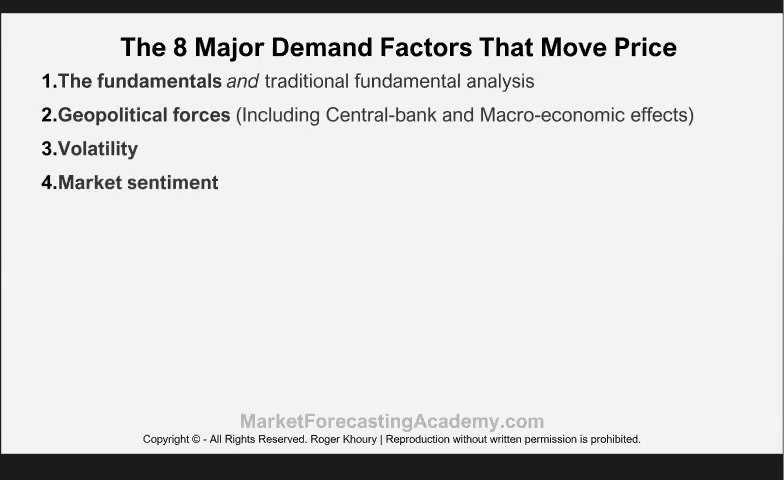 The 8 Major Demand Factors That Move Price
1.The fundamentals and traditional fundamental analysis
2.Geopolitical forces (Including Central-bank and Macro-economic effects)
3.Volatility
4.Market sentiment
MarketForecastingAcademy.com
Copyright © - All Rights Reserved. Roger Khoury | Reproduction without written permission is prohibited.